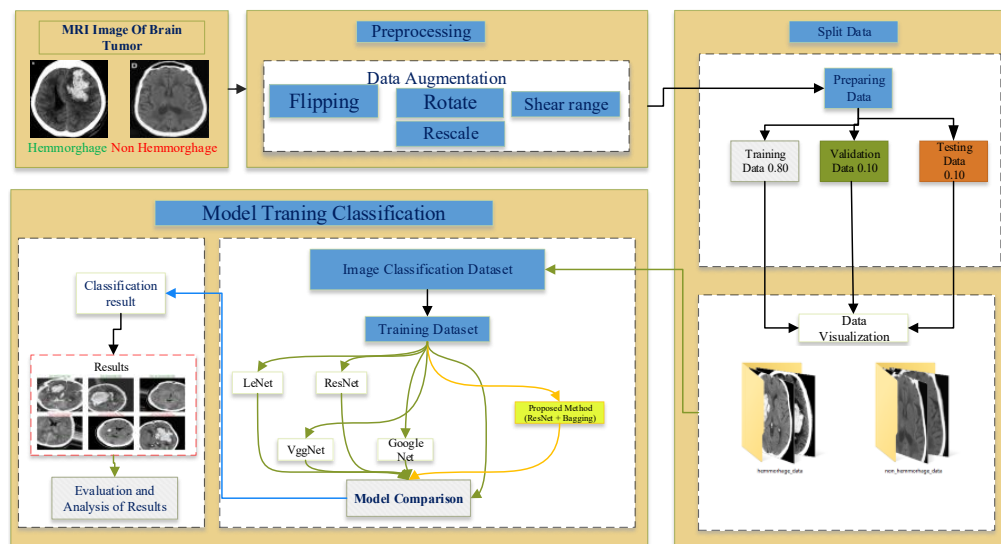 MRI Image Of Brain
Tumor
Hemmorghage
Non Hemmorghage
Preprocessing
Data Augmentation
Flipping
Rotate
Shear range
Rescale
Split Data
Preparing
Data
Training
Data 0.80
Validation
Data 0.10
Testing
Data
0.10
Data
Visualization
hemmorhage_data
non_hemmorhage_data
Model Traning Classification
Image Classification Dataset
Training Dataset
LeNet
ResNet
VggNet
Google
Net
Proposed Method
(ResNet + Bagging)
Model Comparison
Classification
result
Results
Evaluation and
Analysis of Results